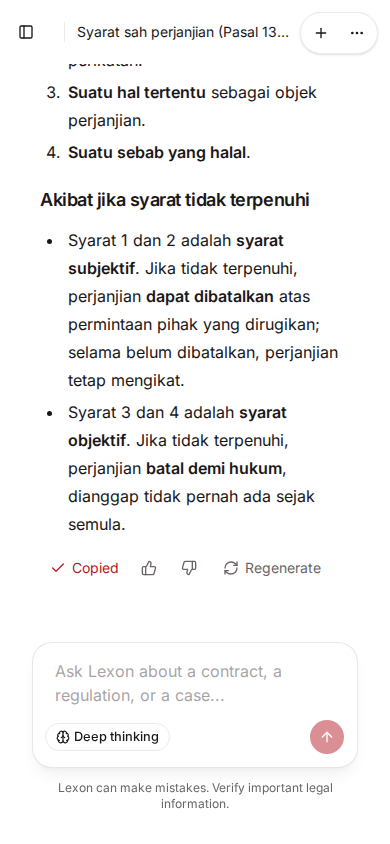 Syarat sah perjanjian (Pasal 13...
perikatan.
3. Suatu hal tertentu sebagai objek
perjanjian.
4. Suatu sebab yang halal.
Akibat jika syarat tidak terpenuhi
• Syarat 1 dan 2 adalah syarat
subjektif. Jika tidak terpenuhi,
perjanjian dapat dibatalkan atas
permintaan pihak yang dirugikan;
selama belum dibatalkan, perjanjian
tetap mengikat.
• Syarat 3 dan 4 adalah syarat
objektif. Jika tidak terpenuhi,
perjanjian batal demi hukum,
dianggap tidak pernah ada sejak
semula.
Copied Regenerate
Ask Lexon about a contract, a
regulation, or a case...
Deep thinking
Lexon can make mistakes. Verify important legal
information.